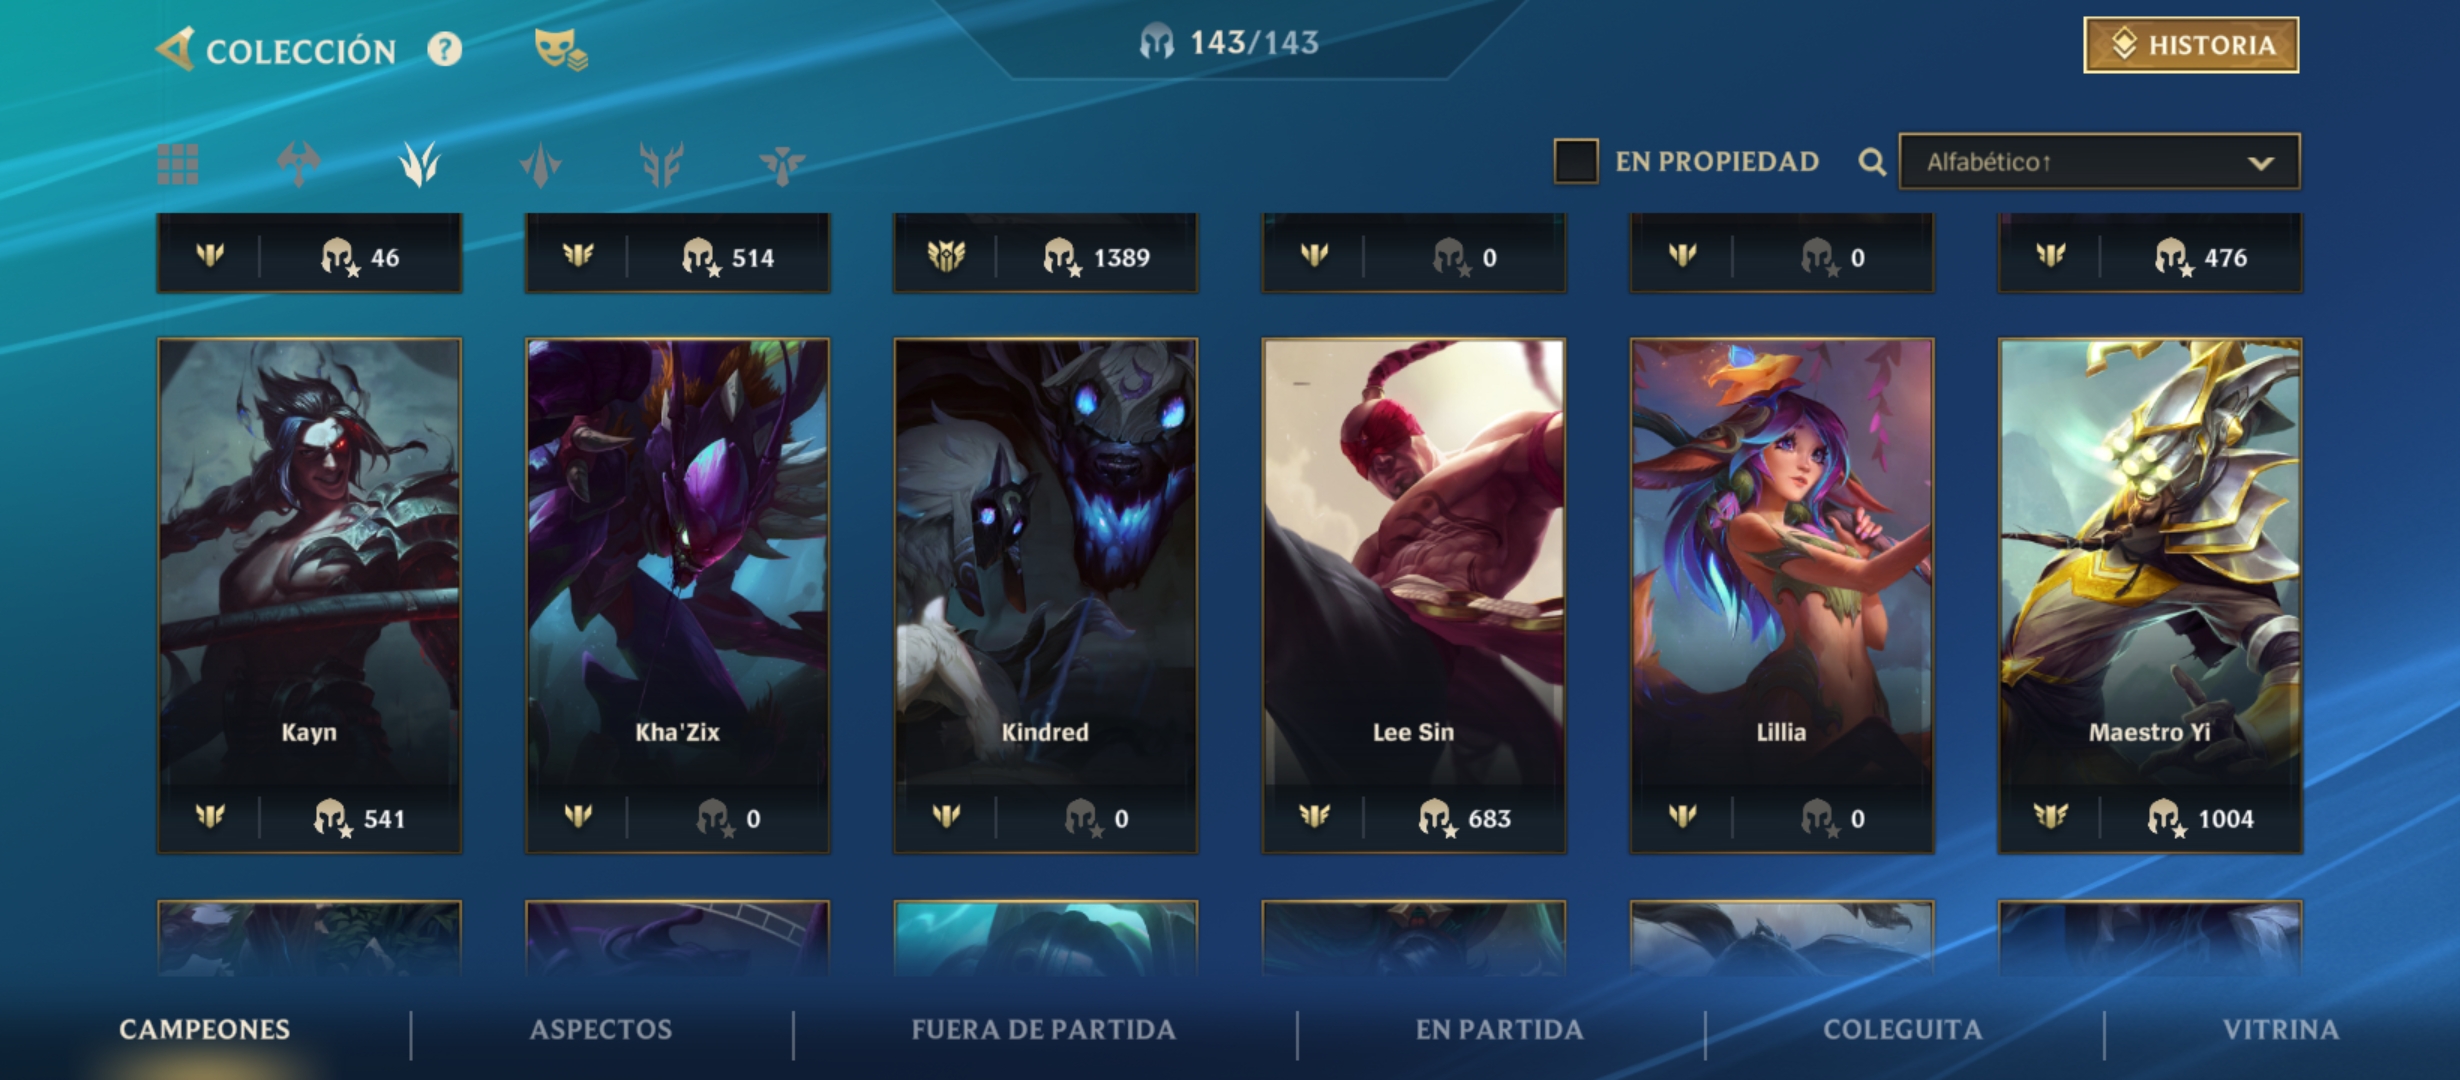 COLECCIÓN ?
143/143
HISTORIA
EN PROPIEDAD
Alfabético↑
46
514
1389
0
0
476
Kayn
Kha'Zix
Kindred
Lee Sin
Lillia
Maestro Yi
541
0
0
683
0
1004
CAMPEONES
ASPECTOS
FUERA DE PARTIDA
EN PARTIDA
COLEGUITA
VITRINA